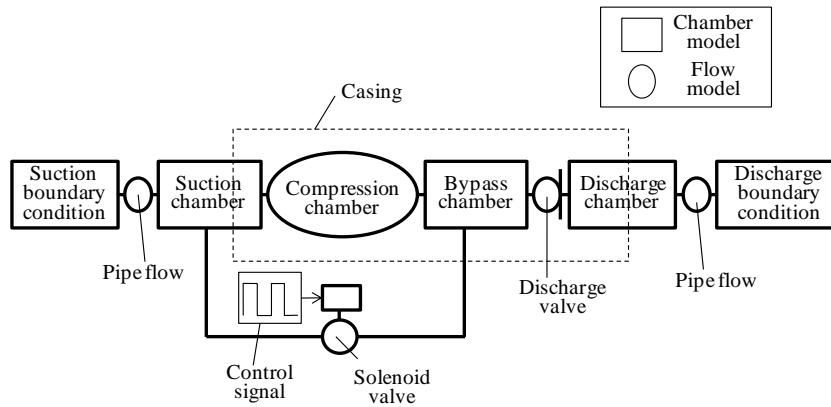 Chamber
model
Flow
model
Casing
Suction
boundary
condition
Suction
chamber
Compression
chamber
Bypass
chamber
Discharge
chamber
Discharge
boundary
condition
Pipe flow
Discharge
valve
Pipe flow
Control
signal
Solenoid
valve